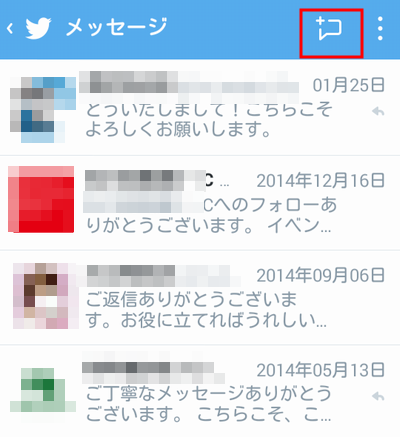 メッセージ
01月25日
どういたしまして！こちらこそ
よろしくお願いします。
C ...
2014年12月16日
Cへのフォローあ
りがとうございます。 イベン...
2014年09月06日
ご返信ありがとうございま
す。お役に立てればうれしい...
2014年05月13日
ご丁寧なメッセージありがとう
ございます。 こちらこそ、こ...